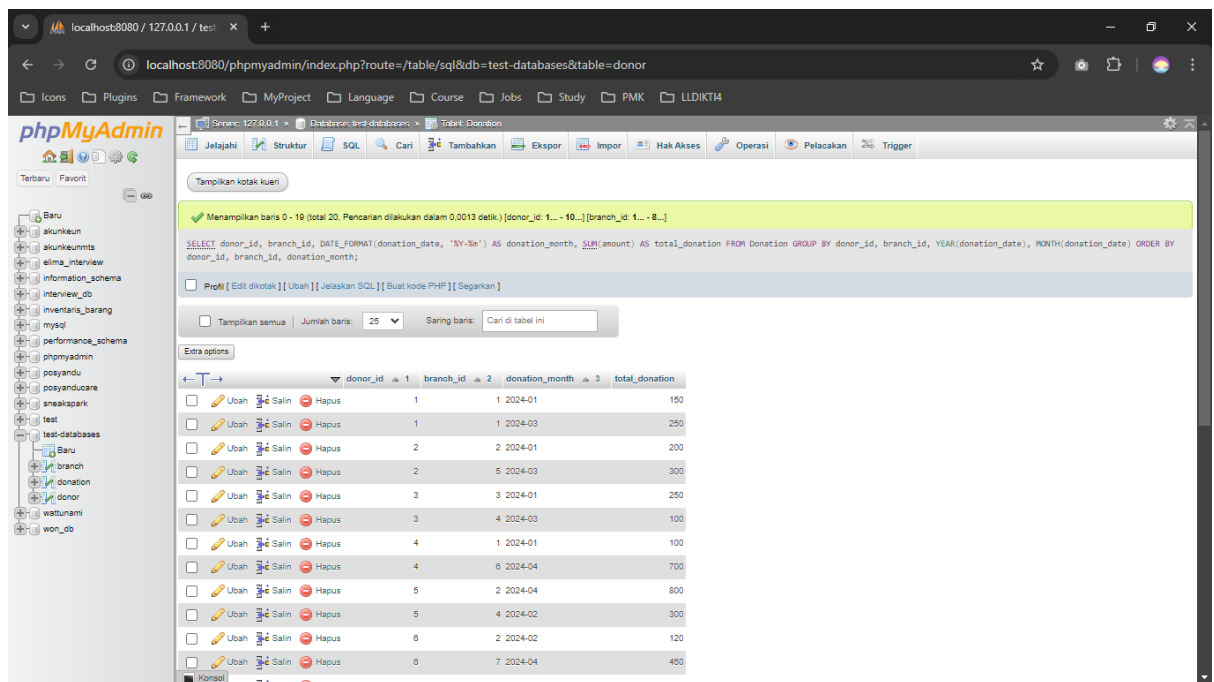 localhost:8080 / 127.0.0.1 / test
localhost:8080/phpmyadmin/index.php?route=/table/sql&db=test-databases&table=donor
Icons Plugins Framework MyProject Language Course Jobs Study PMK LLDIKTI4
phpMyAdmin
Terbaru Favorit
Baru
akunkeun
akunkeunmts
elima_interview
information_schema
interview_db
inventaris_barang
mysql
performance_schema
phpmyadmin
posyandu
posyanducare
sneakspark
test
test-databases
Baru
branch
donation
donor
wattunami
won_db
Server: 127.0.0.1 » Database: test-databases » Tabel: Donation
Jelajahi Struktur SQL Cari Tambahkan Ekspor Impor Hak Akses Operasi Pelacakan Trigger
Tampilkan kotak kueri
Menampilkan baris 0 - 19 (total 20, Pencarian dilakukan dalam 0,0013 detik.) [donor_id: 1... - 10...] [branch_id: 1... - 8...]
SELECT donor_id, branch_id, DATE_FORMAT(donation_date, '%Y-%m') AS donation_month, SUM(amount) AS total_donation FROM Donation GROUP BY donor_id, branch_id, YEAR(donation_date), MONTH(donation_date) ORDER BY
donor_id, branch_id, donation_month;
Profil [ Edit dikotak ] [ Ubah ] [ Jelaskan SQL ] [ Buat kode PHP ] [ Segarkan ]
Tampilkan semua Jumlah baris: 25 Saring baris: Cari di tabel ini
Extra options
donor_id 1 branch_id 2 donation_month 3 total_donation
Ubah Salin Hapus 1 1 2024-01 150
Ubah Salin Hapus 1 1 2024-03 250
Ubah Salin Hapus 2 2 2024-01 200
Ubah Salin Hapus 2 5 2024-03 300
Ubah Salin Hapus 3 3 2024-01 250
Ubah Salin Hapus 3 4 2024-03 100
Ubah Salin Hapus 4 1 2024-01 100
Ubah Salin Hapus 4 6 2024-04 700
Ubah Salin Hapus 5 2 2024-04 800
Ubah Salin Hapus 5 4 2024-02 300
Ubah Salin Hapus 6 2 2024-02 120
Ubah Salin Hapus 6 7 2024-04 450
Konsol